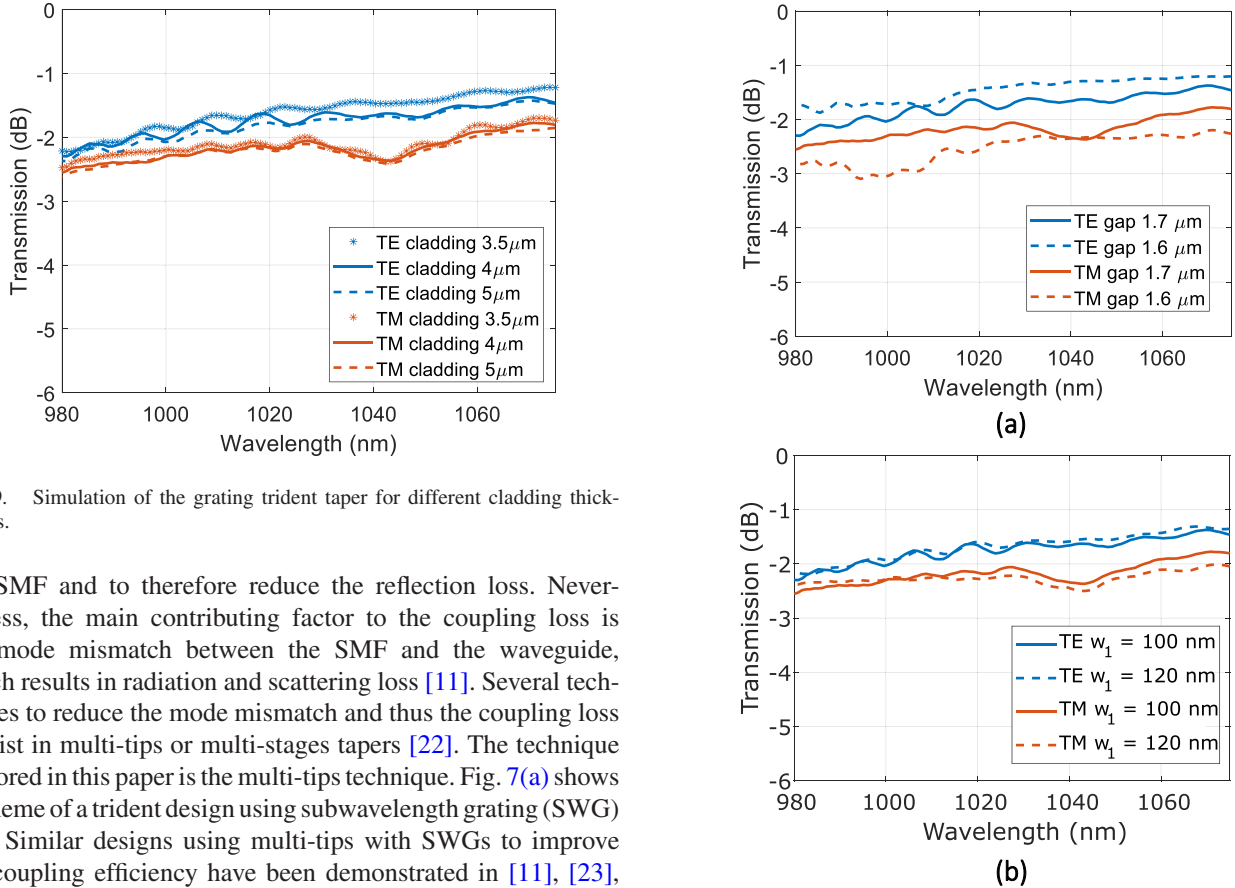 0
-1
-2
-3
-4
-5
-6
Transmission (dB)
TE cladding 3.5μm
TE cladding 4μm
TE cladding 5μm
TM cladding 3.5μm
TM cladding 4μm
TM cladding 5μm
980 1000 1020 1040 1060
Wavelength (nm)
. Simulation of the grating trident taper for different cladding thick-
s.
SMF and to therefore reduce the reflection loss. Never-
ess, the main contributing factor to the coupling loss is
mode mismatch between the SMF and the waveguide,
ch results in radiation and scattering loss [11]. Several tech-
es to reduce the mode mismatch and thus the coupling loss
ist in multi-tips or multi-stages tapers [22]. The technique
ored in this paper is the multi-tips technique. Fig. 7(a) shows
heme of a trident design using subwavelength grating (SWG)
Similar designs using multi-tips with SWGs to improve
coupling efficiency have been demonstrated in [11], [23],
0
-1
-2
-3
-4
-5
-6
Transmission (dB)
TE gap 1.7 μm
TE gap 1.6 μm
TM gap 1.7 μm
TM gap 1.6 μm
980 1000 1020 1040 1060
Wavelength (nm)
(a)
0
-1
-2
-3
-4
-5
-6
Transmission (dB)
TE w1 = 100 nm
TE w1 = 120 nm
TM w1 = 100 nm
TM w1 = 120 nm
980 1000 1020 1040 1060
Wavelength (nm)
(b)